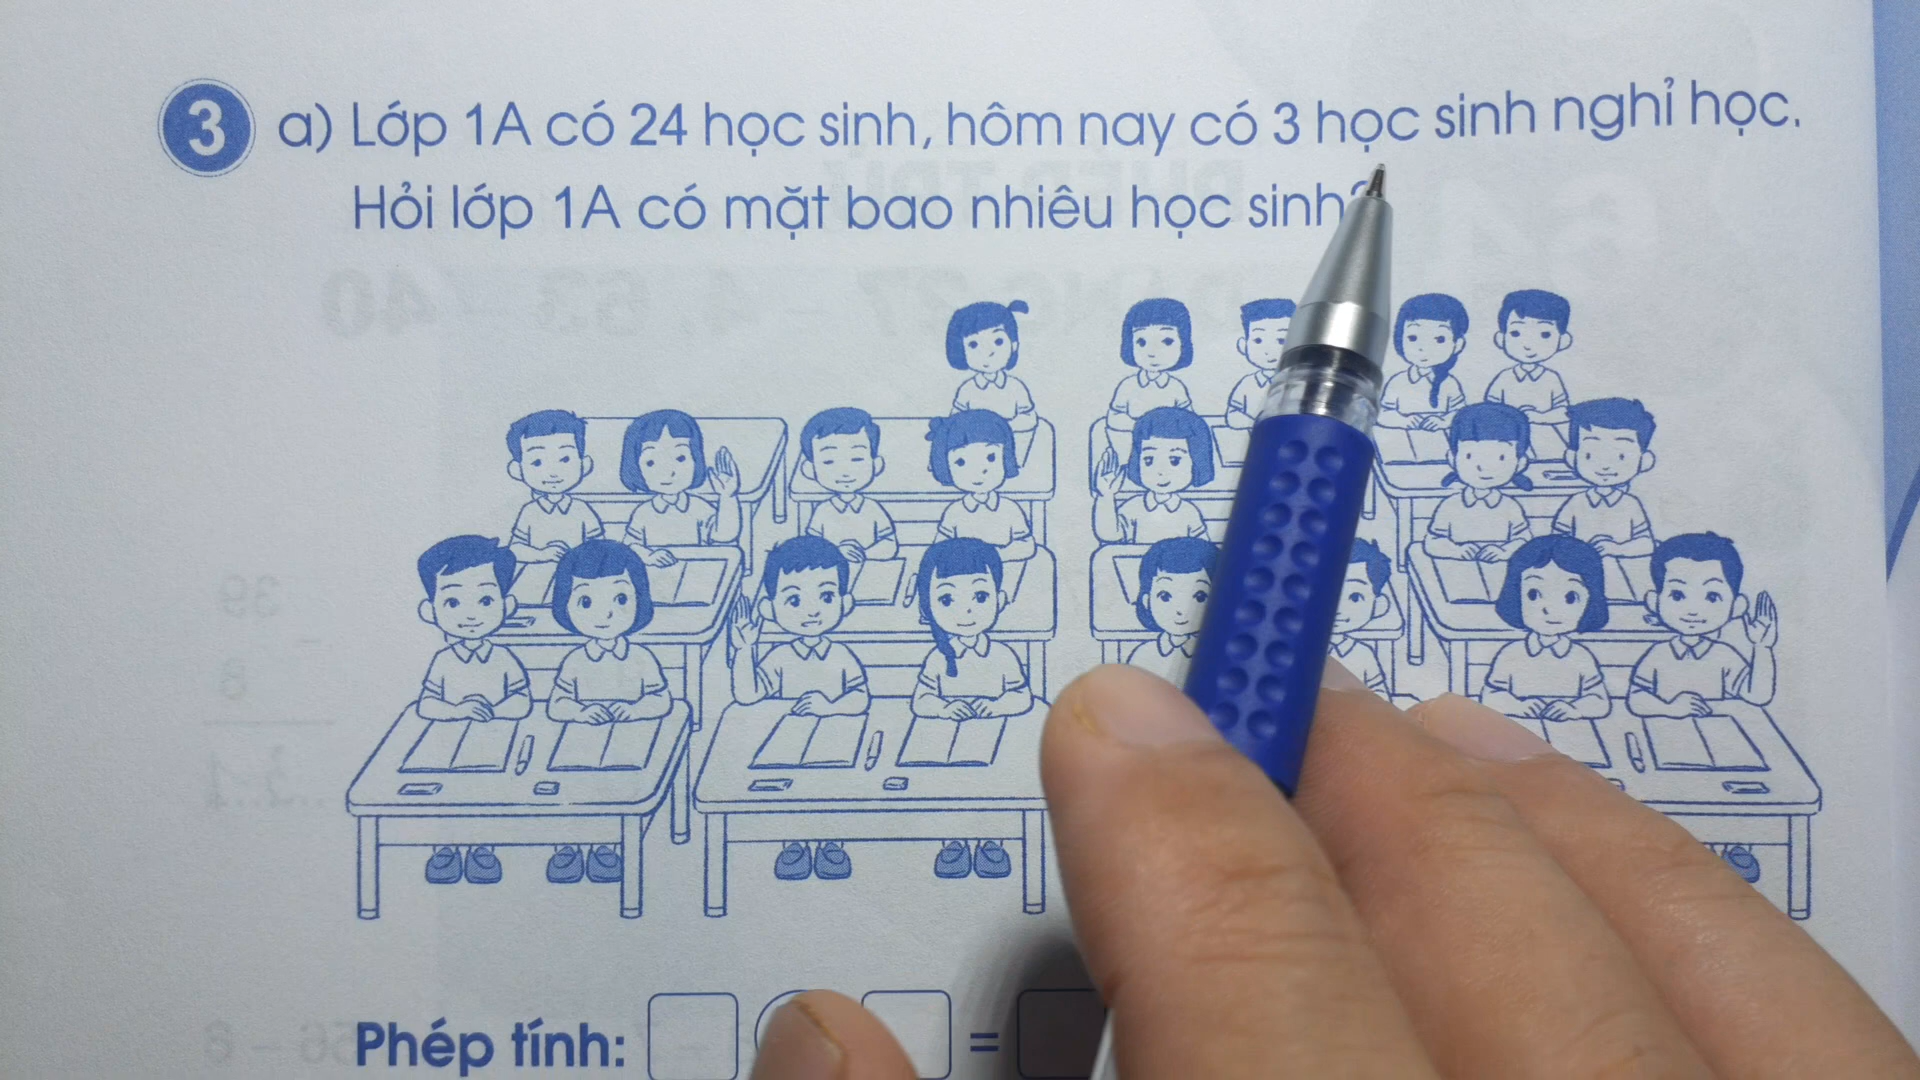 3 a) Lớp 1A có 24 học sinh, hôm nay có 3 học sinh nghỉ học.
Hỏi lớp 1A có mặt bao nhiêu học sinh?
Phép tính: =